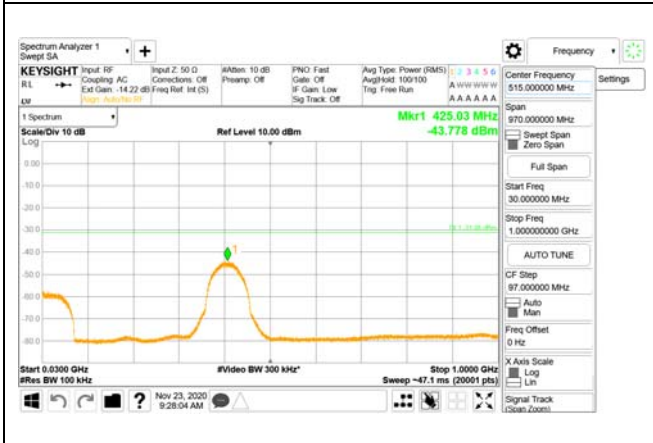 Spectrum Analyzer 1
Swept SA
Frequency
KEYSIGHT
Input: RF
Coupling: AC
Ext Gain: -14.22 dB
Align: Auto/No RF
Input Z: 50 Ω
Corrections: Off
Freq Ref: Int (S)
#Atten: 10 dB
Preamp: Off
PNO: Fast
Gate: Off
IF Gain: Low
Sig Track: Off
Avg Type: Power (RMS)
Avg|Hold: 100/100
Trig: Free Run
1 2 3 4 5 6
A W W W W W
A A A A A A
RL
1 Spectrum
Scale/Div 10 dB
Log
Ref Level 10.00 dBm
Mkr1 425.03 MHz
-43.778 dBm
0.00
-10.0
-20.0
-30.0
-40.0
-50.0
-60.0
-70.0
-80.0
1
Start 0.0300 GHz
#Res BW 100 kHz
#Video BW 300 kHz*
Stop 1.0000 GHz
Sweep ~47.1 ms (20001 pts)
Nov 23, 2020
9:28:04 AM
Center Frequency
515.000000 MHz
Settings
Span
970.000000 MHz
Swept Span
Zero Span
Full Span
Start Freq
30.000000 MHz
Stop Freq
1.000000000 GHz
AUTO TUNE
CF Step
97.000000 MHz
Auto
Man
Freq Offset
0 Hz
X Axis Scale
Log
Lin
Signal Track
(Span Zoom)